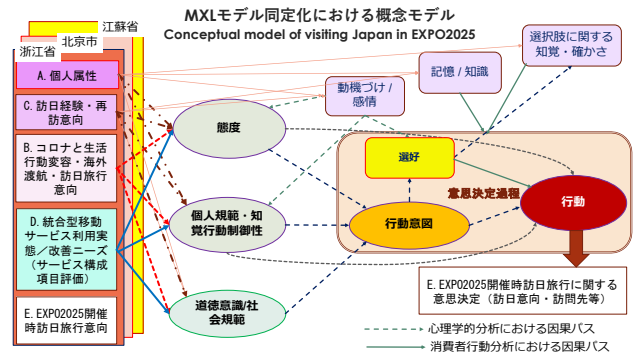 MXLモデル同定化における概念モデル
Conceptual model of visiting Japan in EXPO2025
江蘇省
北京市
浙江省
A. 個人属性
C. 訪日経験・再
訪意向
B. コロナと生活
行動変容・海外
渡航・訪日旅行
意向
D. 統合型移動
サービス利用実
態／改善ニーズ
（サービス構成
項目評価）
E. EXPO2025開催
時訪日旅行意向
態度
個人規範・知
覚行動制御性
道徳意識/社
会規範
動機づけ/
感情
記憶/知識
選択肢に関する
知覚・確かさ
選好
意思決定過程
行動意図
行動
E. EXPO2025開催時訪日旅行に関する
意思決定（訪日意向・訪問先等）
心理学的分析における因果パス
消費者行動分析における因果パス